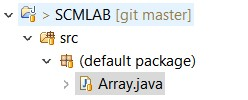 > SCMLAB [git master]
src
(default package)
Array.java